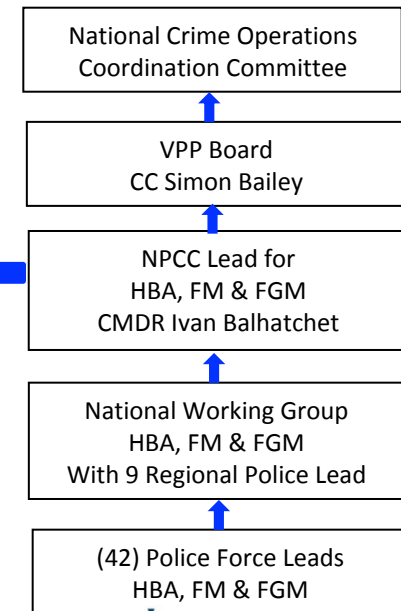 National Crime Operations
Coordination Committee
VPP Board
CC Simon Bailey
NPCC Lead for
HBA, FM & FGM
CMDR Ivan Balhatchet
National Working Group
HBA, FM & FGM
With 9 Regional Police Lead
(42) Police Force Leads
HBA, FM & FGM